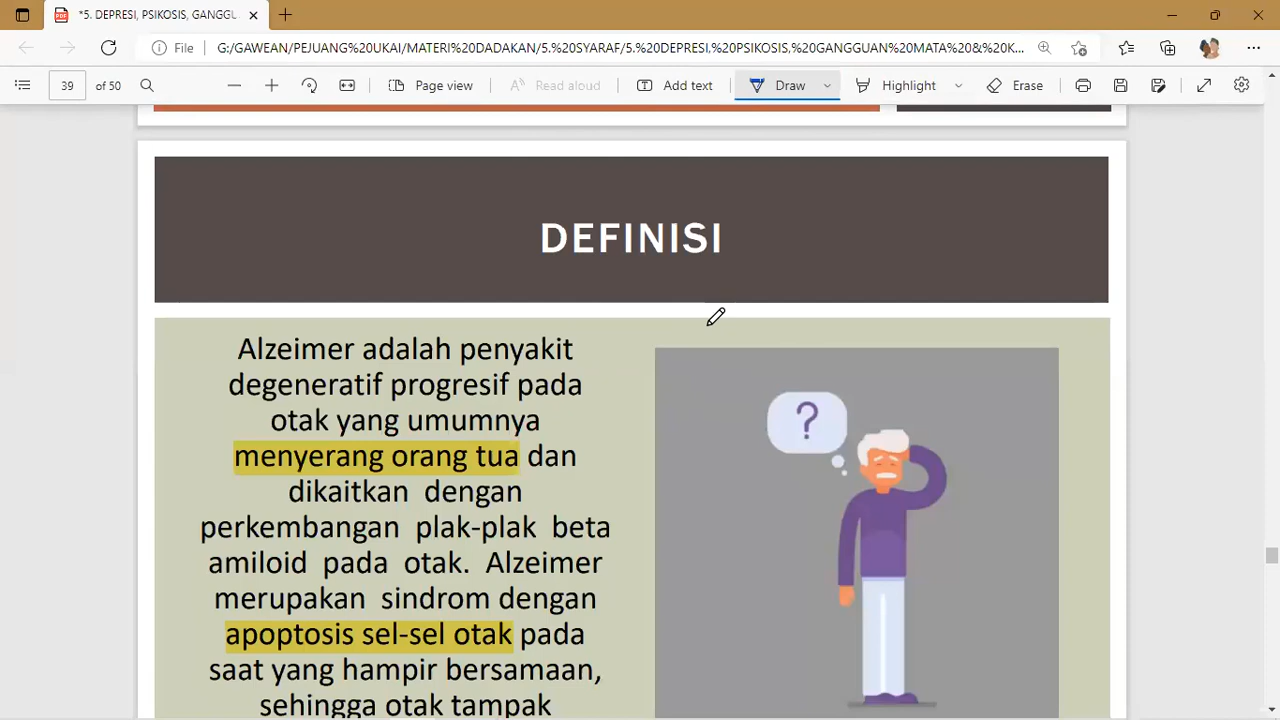 *5. DEPRESI, PSIKOSIS, GANGGU
File
G:/GAWEAN/PEJUANG%20UKAI/MATERI%20DADAKAN/5.%20SYARAF/5.%20DEPRESI.%20PSIKOSIS,%20GANGGUAN%20MATA%20&%20K...
39 of 50
Page view
Read aloud
Add text
Draw
Highlight
Erase
DEFINISI
Alzeimer adalah penyakit
degeneratif progresif pada
otak yang umumnya
menyerang orang tua dan
dikaitkan dengan
perkembangan plak-plak beta
amiloid pada otak. Alzeimer
merupakan sindrom dengan
apoptosis sel-sel otak pada
saat yang hampir bersamaan,
sehingga otak tampak
?